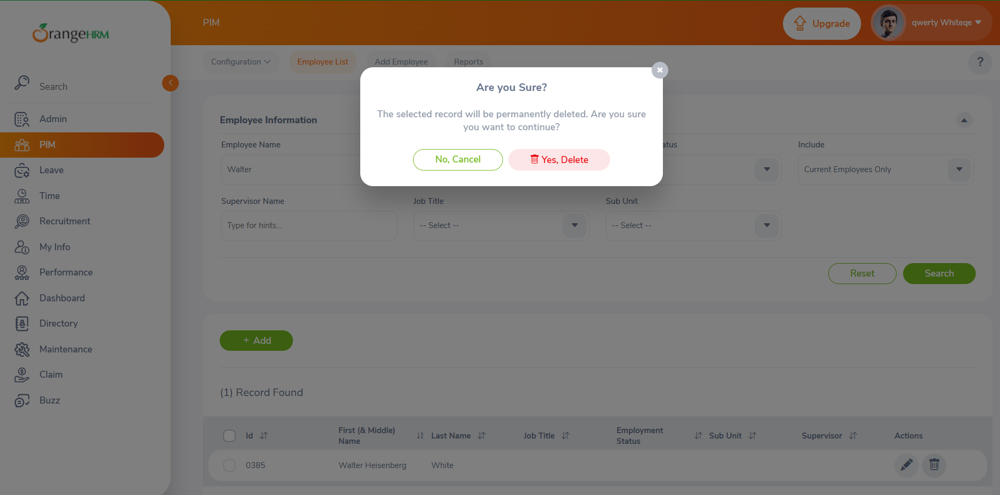 OrangeHRM
PIM
Upgrade
qwerty Whiteqe
Search
Admin
PIM
Leave
Time
Recruitment
My Info
Performance
Dashboard
Directory
Maintenance
Claim
Buzz
Configuration
Employee List
Add Employee
Reports
?
Are you Sure?
The selected record will be permanently deleted. Are you sure
you want to continue?
No, Cancel
Yes, Delete
Employee Information
Employee Name
Walter
Include
Current Employees Only
Supervisor Name
Type for hints...
Job Title
-- Select --
Sub Unit
-- Select --
Reset
Search
+ Add
(1) Record Found
Id
First (& Middle)
Name
Last Name
Job Title
Employment
Status
Sub Unit
Supervisor
Actions
0385
Walter Heisenberg
White